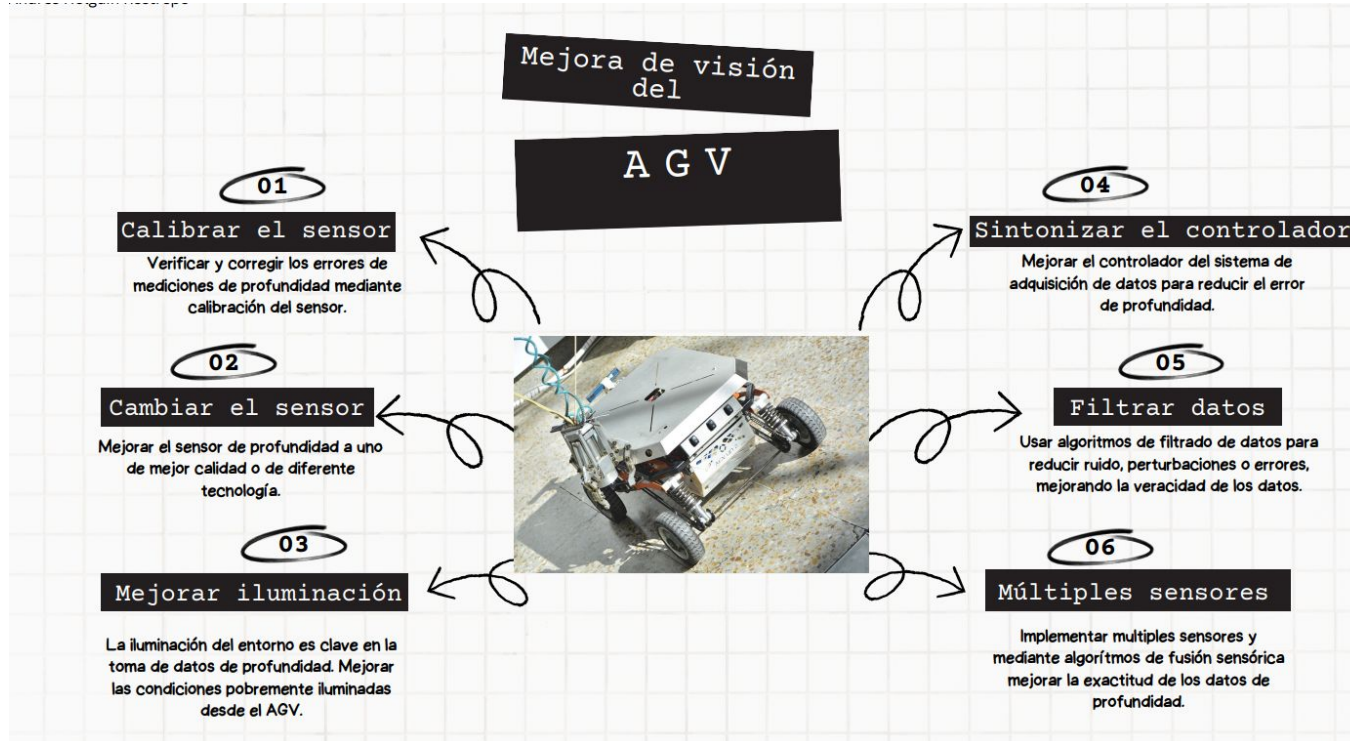 Mejora de visión
del
AGV
01
Calibrar el sensor
Verificar y corregir los errores de
mediciones de profundidad mediante
calibración del sensor.
02
Cambiar el sensor
Mejorar el sensor de profundidad a uno
de mejor calidad o de diferente
tecnología.
03
Mejorar iluminación
La iluminación del entorno es clave en la
toma de datos de profundidad. Mejorar
las condiciones pobremente iluminadas
desde el AGV.
04
Sintonizar el controlador
Mejorar el controlador del sistema de
adquisición de datos para reducir el error
de profundidad.
05
Filtrar datos
Usar algoritmos de filtrado de datos para
reducir ruido, perturbaciones o errores,
mejorando la veracidad de los datos.
06
Múltiples sensores
Implementar multiples sensores y
mediante algorítmos de fusión sensórica
mejorar la exactitud de los datos de
profundidad.